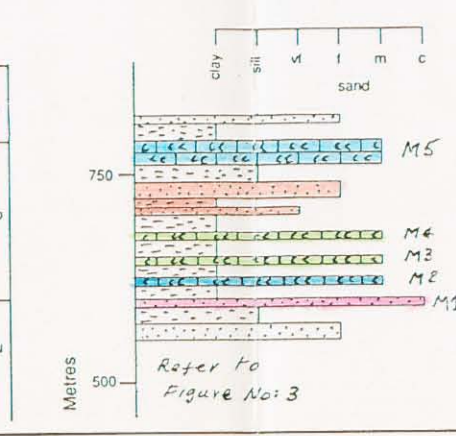 clay silt vf f m c
sand
M5
750
M4
M3
M2
M1
Metres
500
Refer to
Figure No: 3